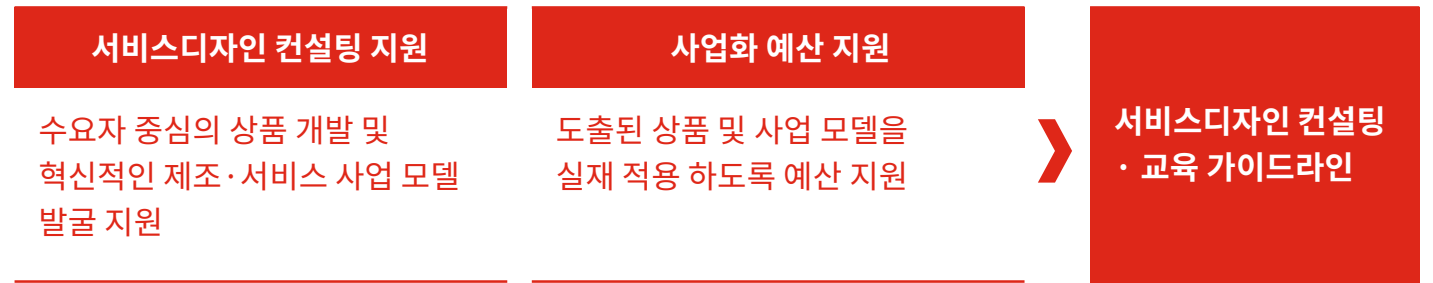 서비스디자인 컨설팅 지원
수요자 중심의 상품 개발 및
혁신적인 제조·서비스 사업 모델
발굴 지원
사업화 예산 지원
도출된 상품 및 사업 모델을
실재 적용 하도록 예산 지원
서비스디자인 컨설팅
· 교육 가이드라인